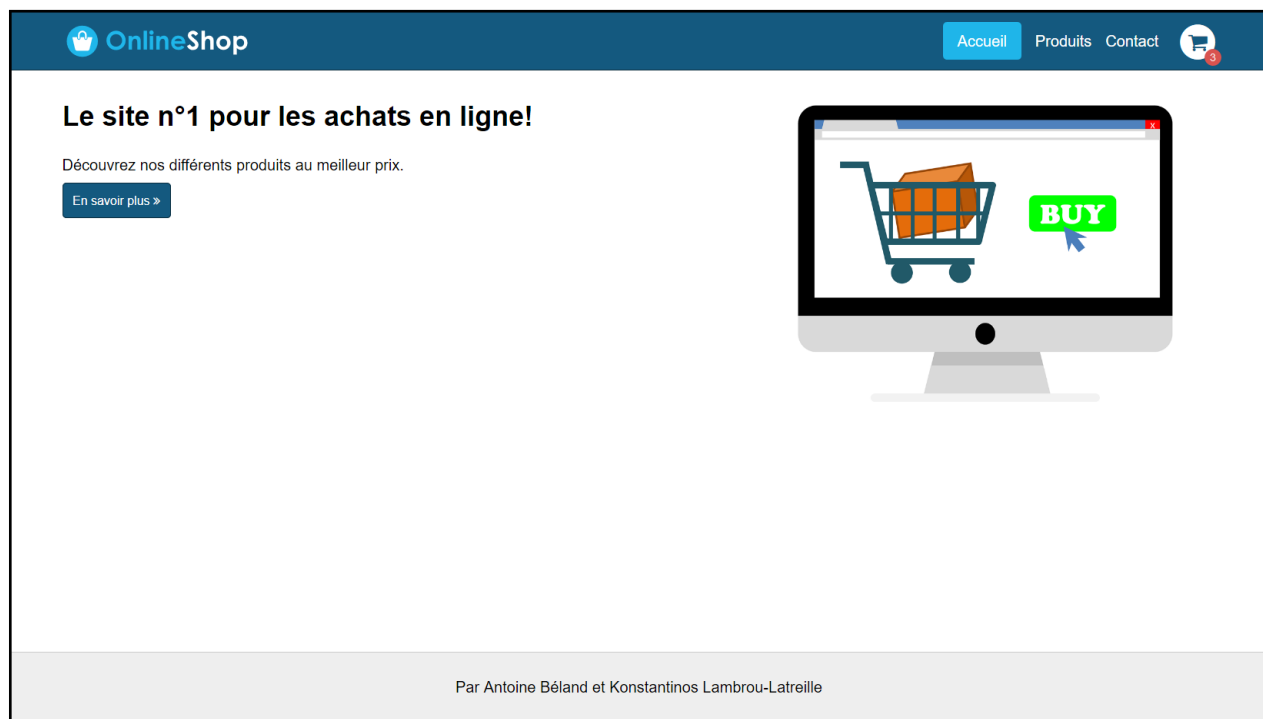 OnlineShop
Accueil Produits Contact
3
Le site n°1 pour les achats en ligne!
Découvrez nos différents produits au meilleur prix.
En savoir plus »
X
BUY
Par Antoine Béland et Konstantinos Lambrou-Latreille